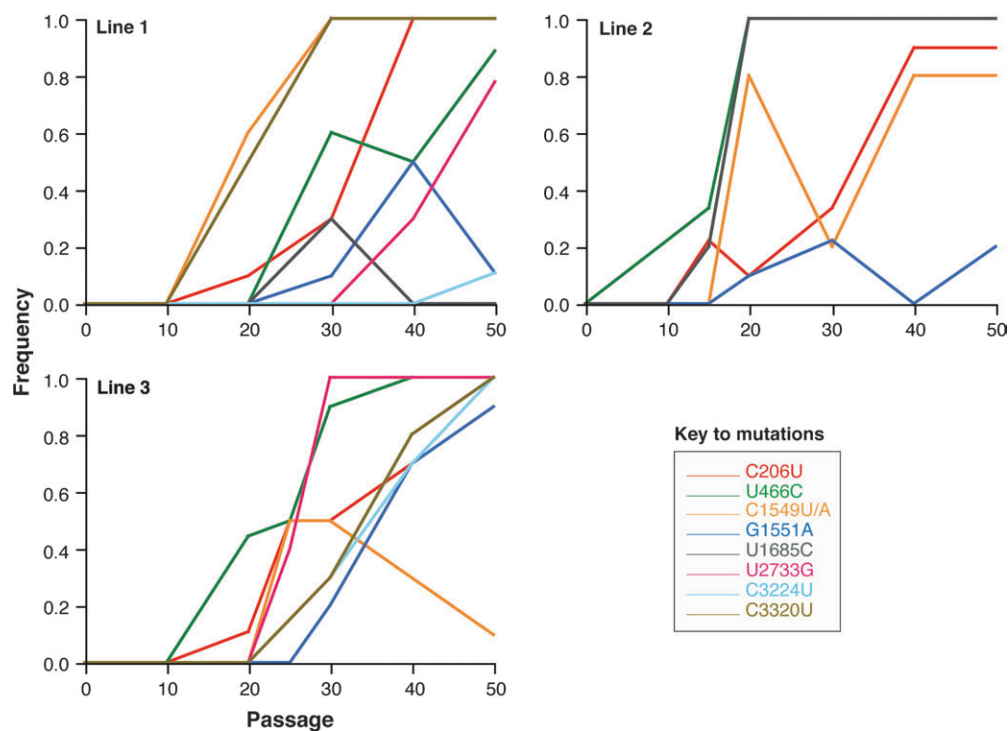 Line 1
1.0
0.8
0.6
0.4
0.2
0.0
0 10 20 30 40 50
Line 2
1.0
0.8
0.6
0.4
0.2
0.0
0 10 20 30 40 50
Frequency
Line 3
1.0
0.8
0.6
0.4
0.2
0.0
0 10 20 30 40 50
Passage
Key to mutations
C206U
U466C
C1549U/A
G1551A
U1685C
U2733G
C3224U
C3320U